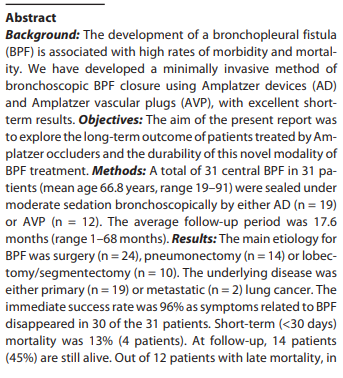 Abstract
Background: The development of a bronchopleural fistula
(BPF) is associated with high rates of morbidity and mortal-
ity. We have developed a minimally invasive method of
bronchoscopic BPF closure using Amplatzer devices (AD)
and Amplatzer vascular plugs (AVP), with excellent short-
term results. Objectives: The aim of the present report was
to explore the long-term outcome of patients treated by Am-
platzer occluders and the durability of this novel modality of
BPF treatment. Methods: A total of 31 central BPF in 31 pa-
tients (mean age 66.8 years, range 19–91) were sealed under
moderate sedation bronchoscopically by either AD (n = 19)
or AVP (n = 12). The average follow-up period was 17.6
months (range 1–68 months). Results: The main etiology for
BPF was surgery (n = 24), pneumonectomy (n = 14) or lobec-
tomy/segmentectomy (n = 10). The underlying disease was
either primary (n = 19) or metastatic (n = 2) lung cancer. The
immediate success rate was 96% as symptoms related to BPF
disappeared in 30 of the 31 patients. Short-term (<30 days)
mortality was 13% (4 patients). At follow-up, 14 patients
(45%) are still alive. Out of 12 patients with late mortality, in